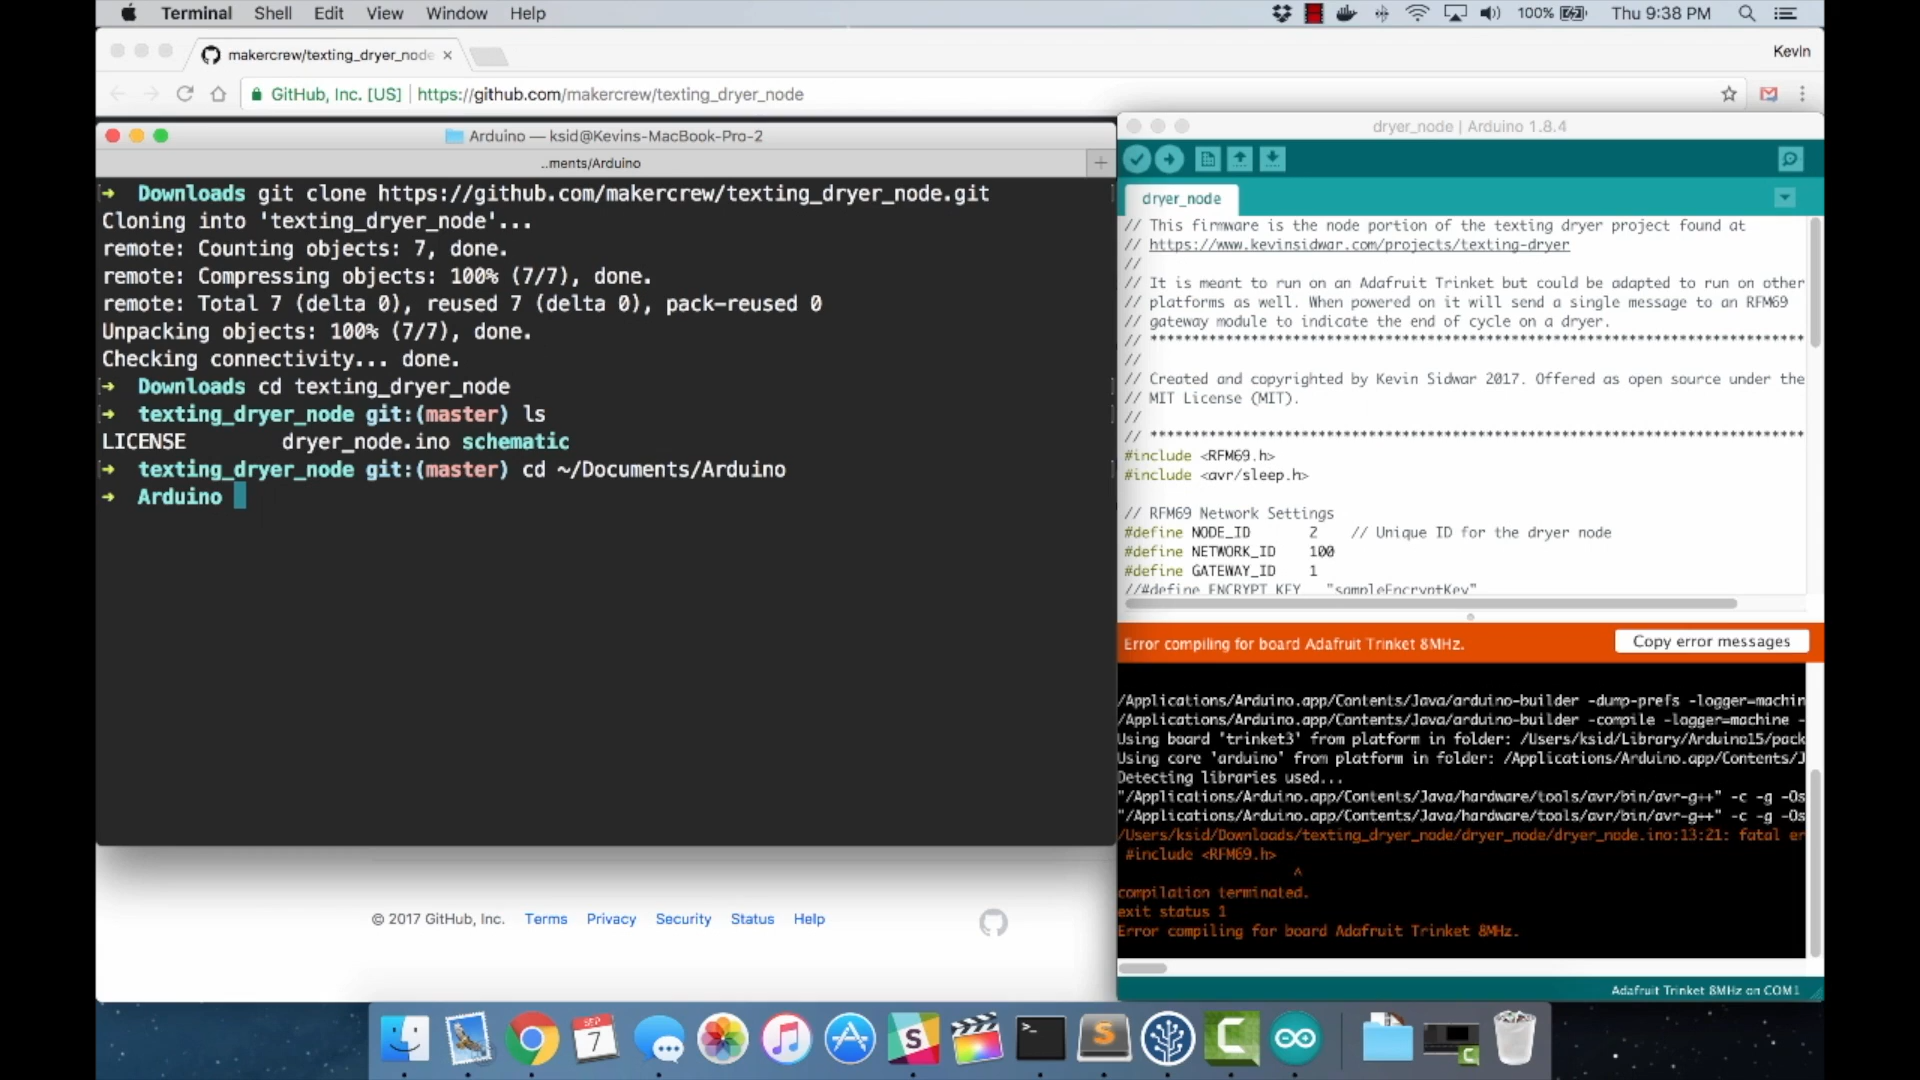 Terminal Shell Edit View Window Help
100% Thu 9:38 PM
makercrew/texting_dryer_node
Kevin
GitHub, Inc. [US] | https://github.com/makercrew/texting_dryer_node
Arduino — ksid@Kevins-MacBook-Pro-2
..ments/Arduino
→ Downloads git clone https://github.com/makercrew/texting_dryer_node.git
Cloning into 'texting_dryer_node'...
remote: Counting objects: 7, done.
remote: Compressing objects: 100% (7/7), done.
remote: Total 7 (delta 0), reused 7 (delta 0), pack-reused 0
Unpacking objects: 100% (7/7), done.
Checking connectivity... done.
→ Downloads cd texting_dryer_node
→ texting_dryer_node git:(master) ls
LICENSE dryer_node.ino schematic
→ texting_dryer_node git:(master) cd ~/Documents/Arduino
→ Arduino
© 2017 GitHub, Inc. Terms Privacy Security Status Help
dryer_node | Arduino 1.8.4
dryer_node
// This firmware is the node portion of the texting dryer project found at
// https://www.kevinsidwar.com/projects/texting-dryer
//
// It is meant to run on an Adafruit Trinket but could be adapted to run on other
// platforms as well. When powered on it will send a single message to an RFM69
// gateway module to indicate the end of cycle on a dryer.
// ******************************************************************************
//
// Created and copyrighted by Kevin Sidwar 2017. Offered as open source under the
// MIT License (MIT).
//
// ******************************************************************************
#include <RFM69.h>
#include <avr/sleep.h>
// RFM69 Network Settings
#define NODE_ID 2 // Unique ID for the dryer node
#define NETWORK_ID 100
#define GATEWAY_ID 1
//#define ENCRYPT_KEY "sampleEncryptKey"
Error compiling for board Adafruit Trinket 8MHz.
Copy error messages
/Applications/Arduino.app/Contents/Java/arduino-builder -dump-prefs -logger=machin
/Applications/Arduino.app/Contents/Java/arduino-builder -compile -logger=machine -
Using board 'trinket3' from platform in folder: /Users/ksid/Library/Arduino15/pack
Using core 'arduino' from platform in folder: /Applications/Arduino.app/Contents/J
Detecting libraries used...
"/Applications/Arduino.app/Contents/Java/hardware/tools/avr/bin/avr-g++" -c -g -Os
"/Applications/Arduino.app/Contents/Java/hardware/tools/avr/bin/avr-g++" -c -g -Os
/Users/ksid/Downloads/texting_dryer_node/dryer_node/dryer_node.ino:13:21: fatal er
#include <RFM69.h>
^
compilation terminated.
exit status 1
Error compiling for board Adafruit Trinket 8MHz.
Adafruit Trinket 8MHz on COM1
SEP
7